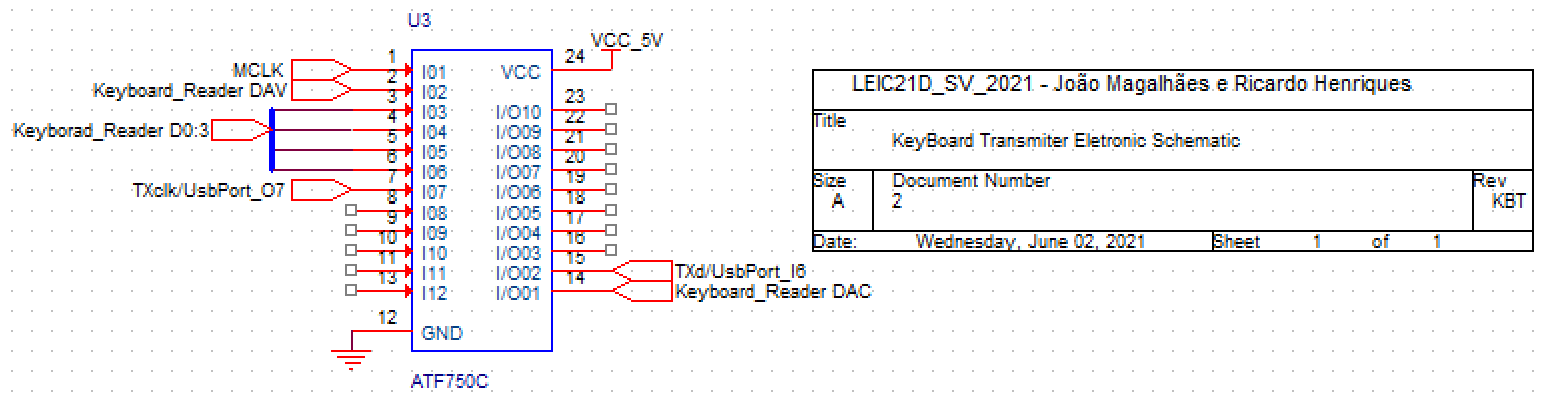 U3
VCC_5V
1
24
MCLK
I01
VCC
2
Keyboard_Reader DAV
I02
3
23
I03
I/O10
4
22
Keyborad_Reader D0:3
I04
I/O09
5
21
I05
I/O08
6
20
I06
I/O07
7
19
TXclk/UsbPort_O7
I07
I/O06
8
18
I08
I/O05
9
17
I09
I/O04
10
16
I10
I/O03
11
15
I11
I/O02
TXd/UsbPort_I6
13
14
I12
I/O01
Keyboard_Reader DAC
12
GND
ATF750C
LEIC21D_SV_2021 - João Magalhães e Ricardo Henriques
Title
KeyBoard Transmiter Eletronic Schematic
Size
Document Number
Rev
A
2
KBT
Date: Wednesday, June 02, 2021 Sheet 1 of 1